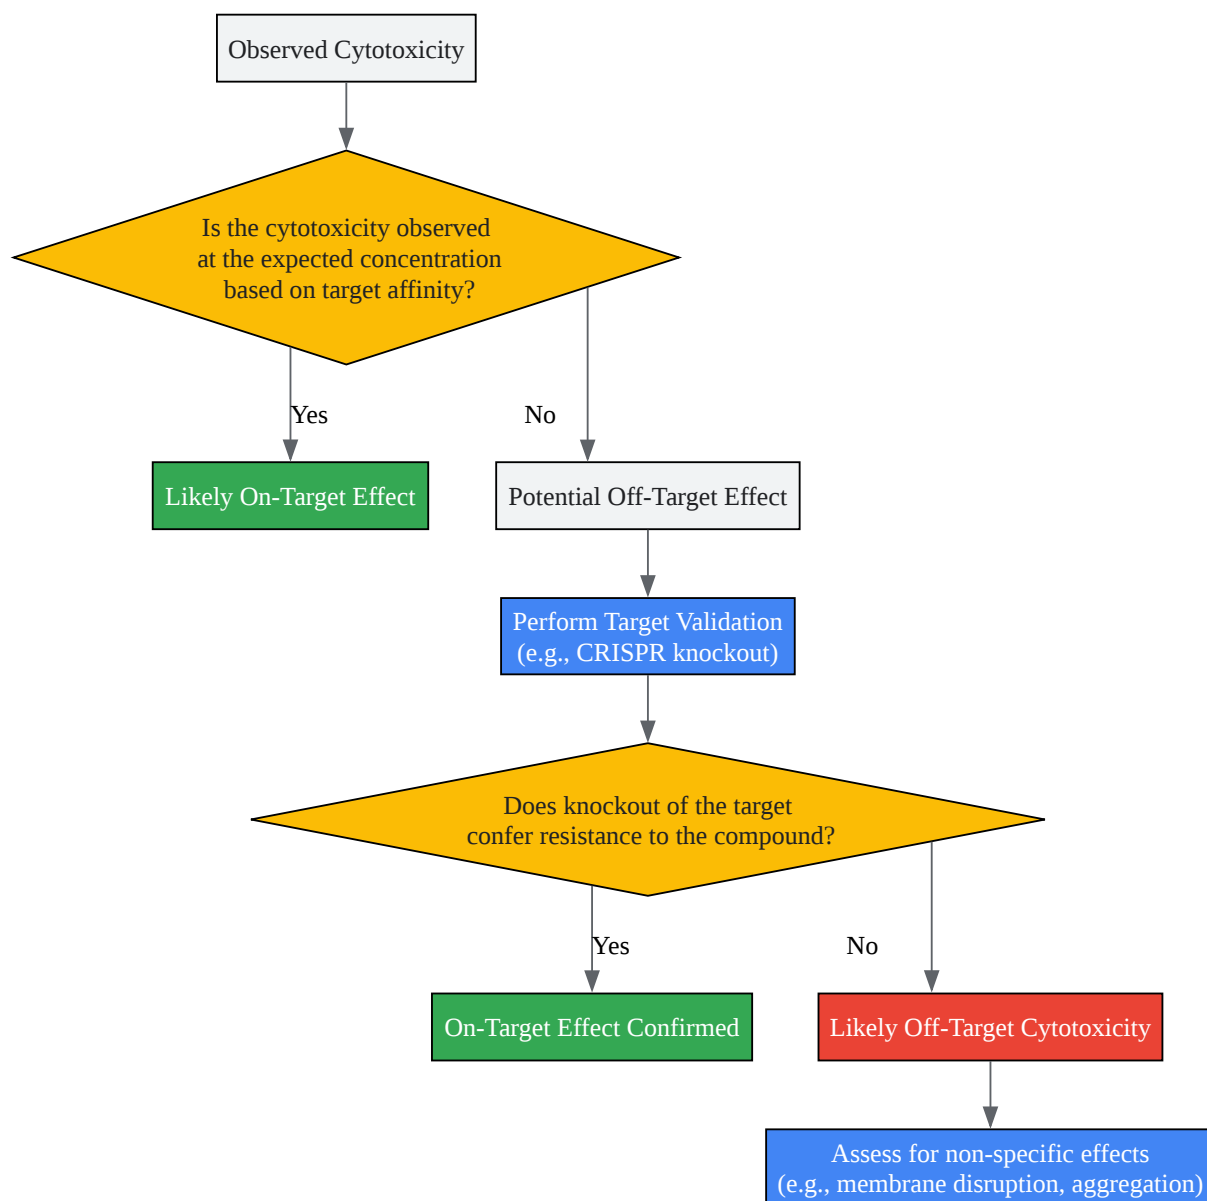 Observed Cytotoxicity
Is the cytotoxicity observed
at the expected concentration
based on target affinity?
Yes
No
Likely On-Target Effect
Potential Off-Target Effect
Perform Target Validation
(e.g., CRISPR knockout)
Does knockout of the target
confer resistance to the compound?
Yes
No
On-Target Effect Confirmed
Likely Off-Target Cytotoxicity
Assess for non-specific effects
(e.g., membrane disruption, aggregation)